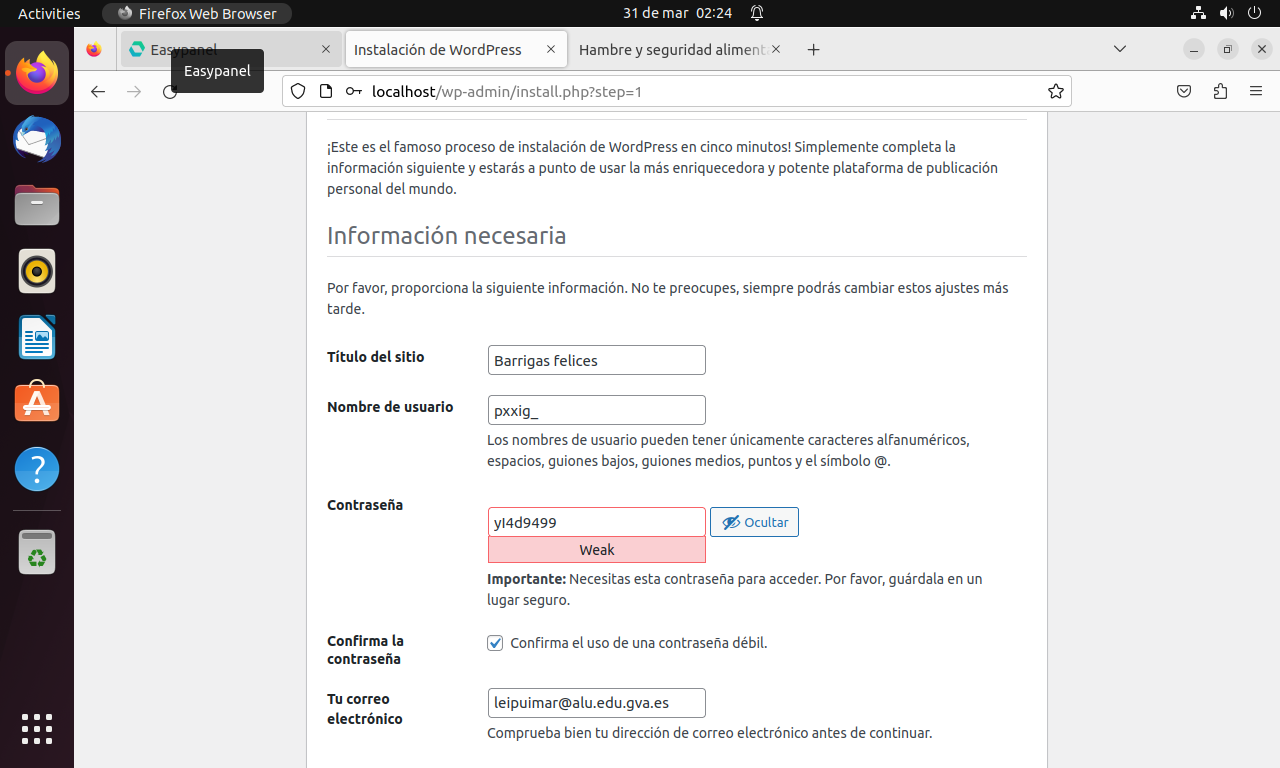 Activities
Firefox Web Browser
31 de mar 02:24
Easypanel
Instalación de WordPress
Hambre y seguridad aliment
Easypanel
localhost/wp-admin/install.php?step=1
¡Este es el famoso proceso de instalación de WordPress en cinco minutos! Simplemente completa la
información siguiente y estarás a punto de usar la más enriquecedora y potente plataforma de publicación
personal del mundo.
Información necesaria
Por favor, proporciona la siguiente información. No te preocupes, siempre podrás cambiar estos ajustes más
tarde.
Título del sitio
Barrigas felices
Nombre de usuario
pxxig_
Los nombres de usuario pueden tener únicamente caracteres alfanuméricos,
espacios, guiones bajos, guiones medios, puntos y el símbolo @.
Contraseña
yI4d9499
Ocultar
Weak
Importante: Necesitas esta contraseña para acceder. Por favor, guárdala en un
lugar seguro.
Confirma la
contraseña
Confirma el uso de una contraseña débil.
Tu correo
electrónico
leipuimar@alu.edu.gva.es
Comprueba bien tu dirección de correo electrónico antes de continuar.